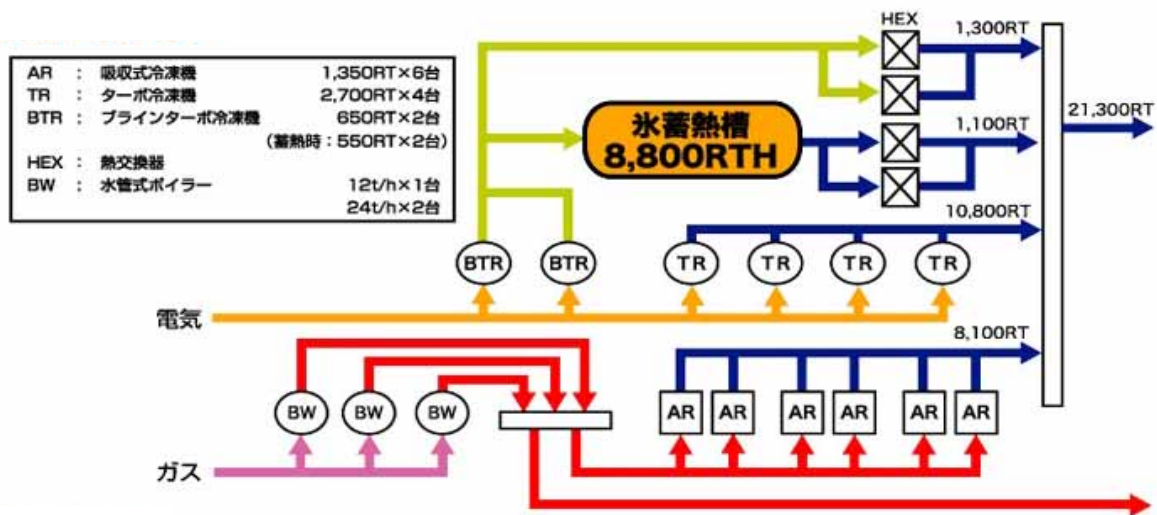 HEX
1,300RT
AR : 吸収式冷凍機 1,350RT×6台
TR : ターボ冷凍機 2,700RT×4台
BTR : ブラインターボ冷凍機 650RT×2台
(蓄熱時:550RT×2台)
HEX : 熱交換器
BW : 水管式ボイラー 12t/h×1台
24t/h×2台
氷蓄熱槽
8,800RTH
1,100RT
21,300RT
10,800RT
BTR BTR TR TR TR TR
電気
8,100RT
BW BW BW AR AR AR AR AR AR
ガス